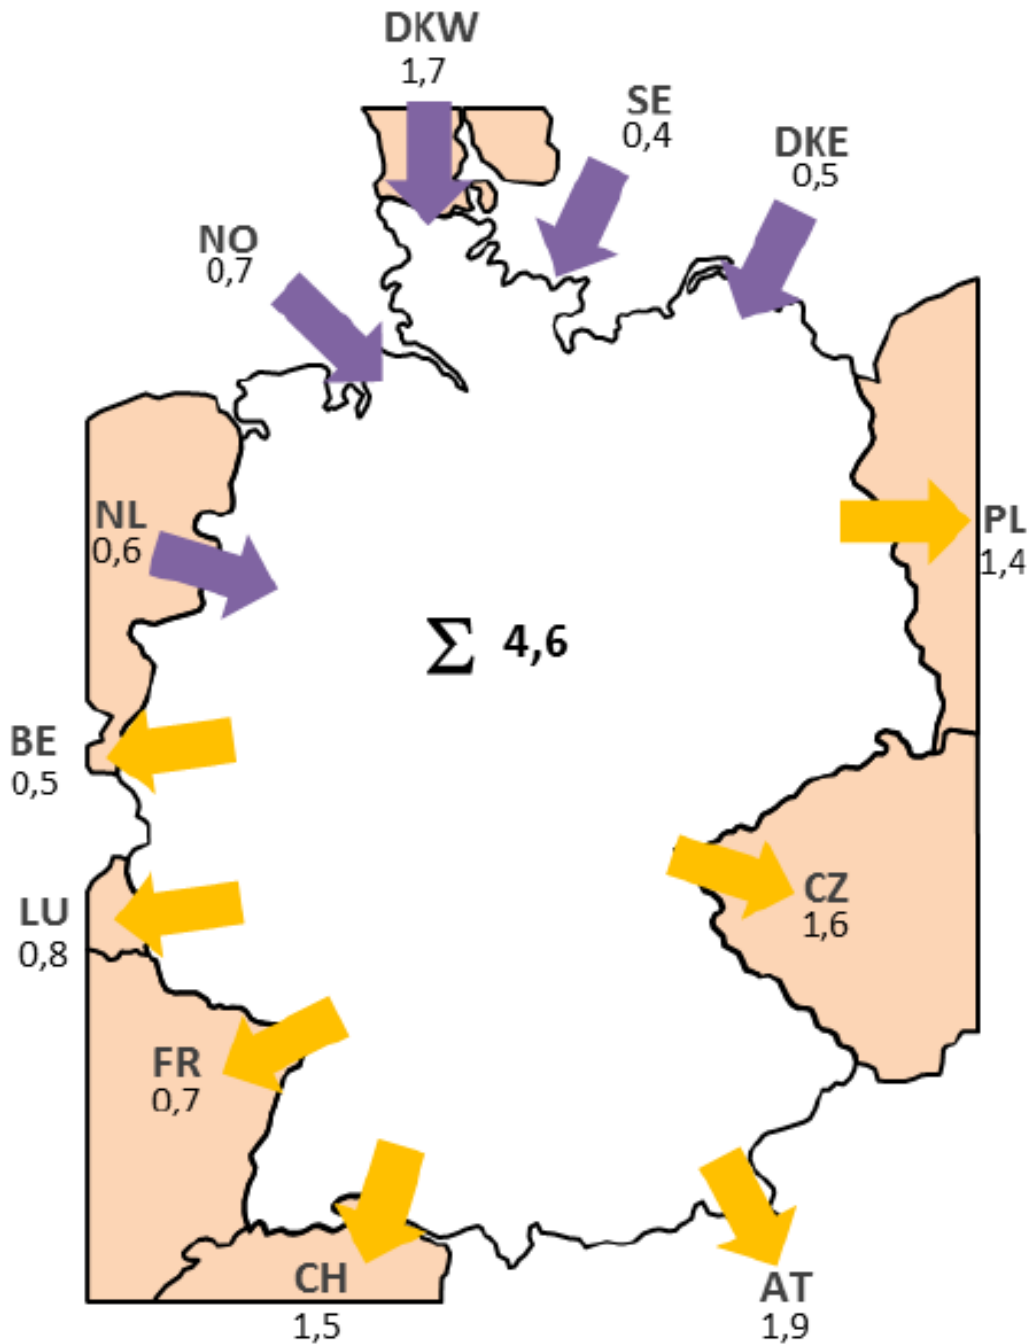 DKW
1,7
SE
0,4
DKE
0,5
NO
0,7
NL
0,6
PL
1,4
Σ 4,6
BE
0,5
CZ
1,6
LU
0,8
FR
0,7
CH
1,5
AT
1,9